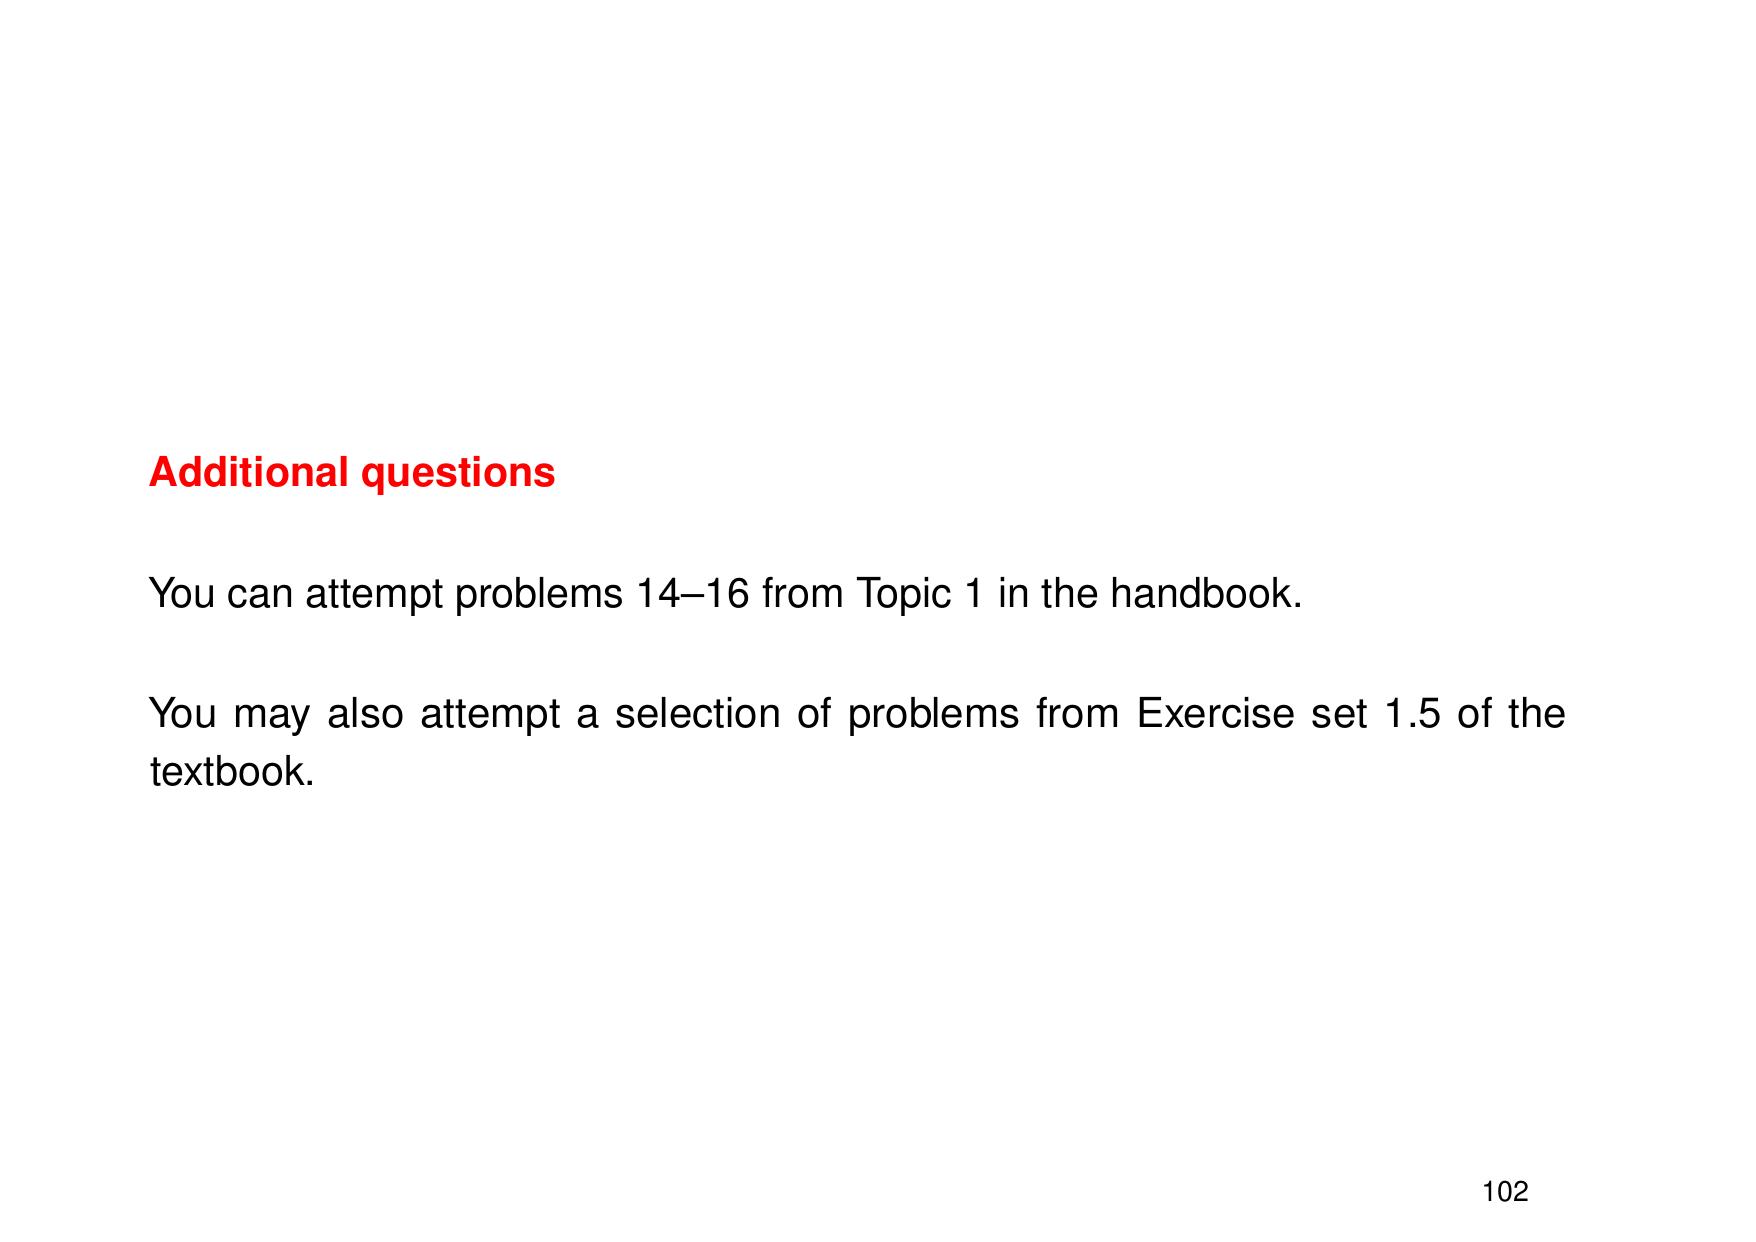 Additional questions
You can attempt problems 14–16 from Topic 1 in the handbook.
You may also attempt a selection of problems from Exercise set 1.5 of the
textbook.
102